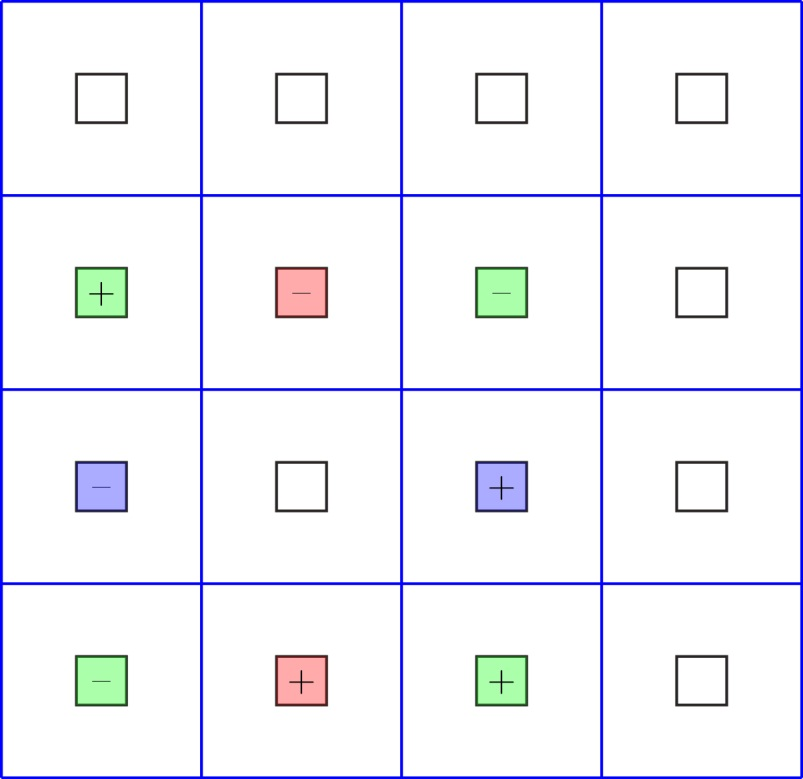 + − −
− +
− + +